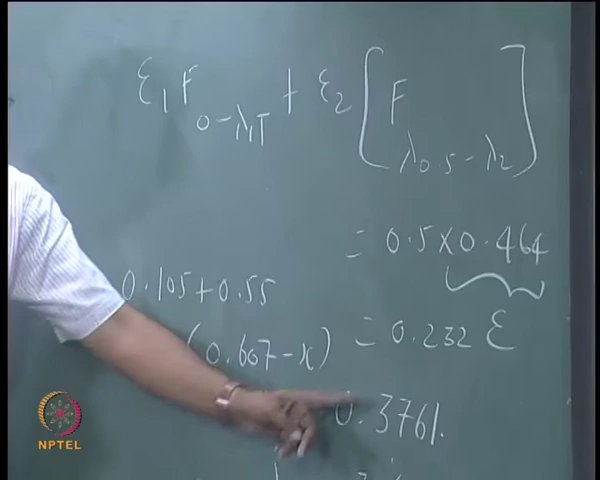 ε₁ F₀₋λ₁T + ε₂ [ F λ₀.₅ - λ₂ ]
= 0.5 × 0.464
0.105 + 0.55
(0.607 - x) = 0.232 ε
0.3761.
NPTEL